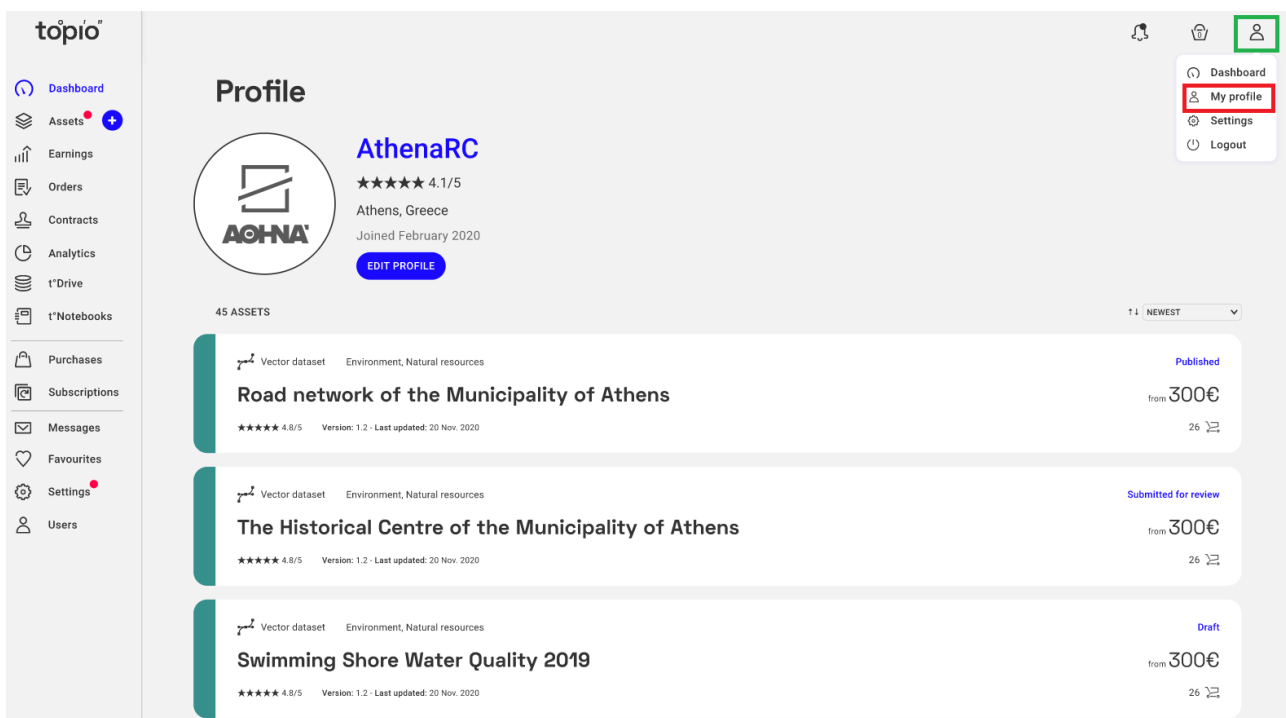 topio
Dashboard
Assets
+
Earnings
Orders
Contracts
Analytics
t°Drive
t°Notebooks
Purchases
Subscriptions
Messages
Favourites
Settings
Users
0
Dashboard
My profile
Settings
Logout
Profile
ΑΘΗΝΑ
AthenaRC
★★★★★ 4.1/5
Athens, Greece
Joined February 2020
EDIT PROFILE
45 ASSETS
↑↓ NEWEST
Vector dataset Environment, Natural resources Published
Road network of the Municipality of Athens from 300€
★★★★★ 4.8/5 Version: 1.2 - Last updated: 20 Nov. 2020 26
Vector dataset Environment, Natural resources Submitted for review
The Historical Centre of the Municipality of Athens from 300€
★★★★★ 4.8/5 Version: 1.2 - Last updated: 20 Nov. 2020 26
Vector dataset Environment, Natural resources Draft
Swimming Shore Water Quality 2019 from 300€
★★★★★ 4.8/5 Version: 1.2 - Last updated: 20 Nov. 2020 26